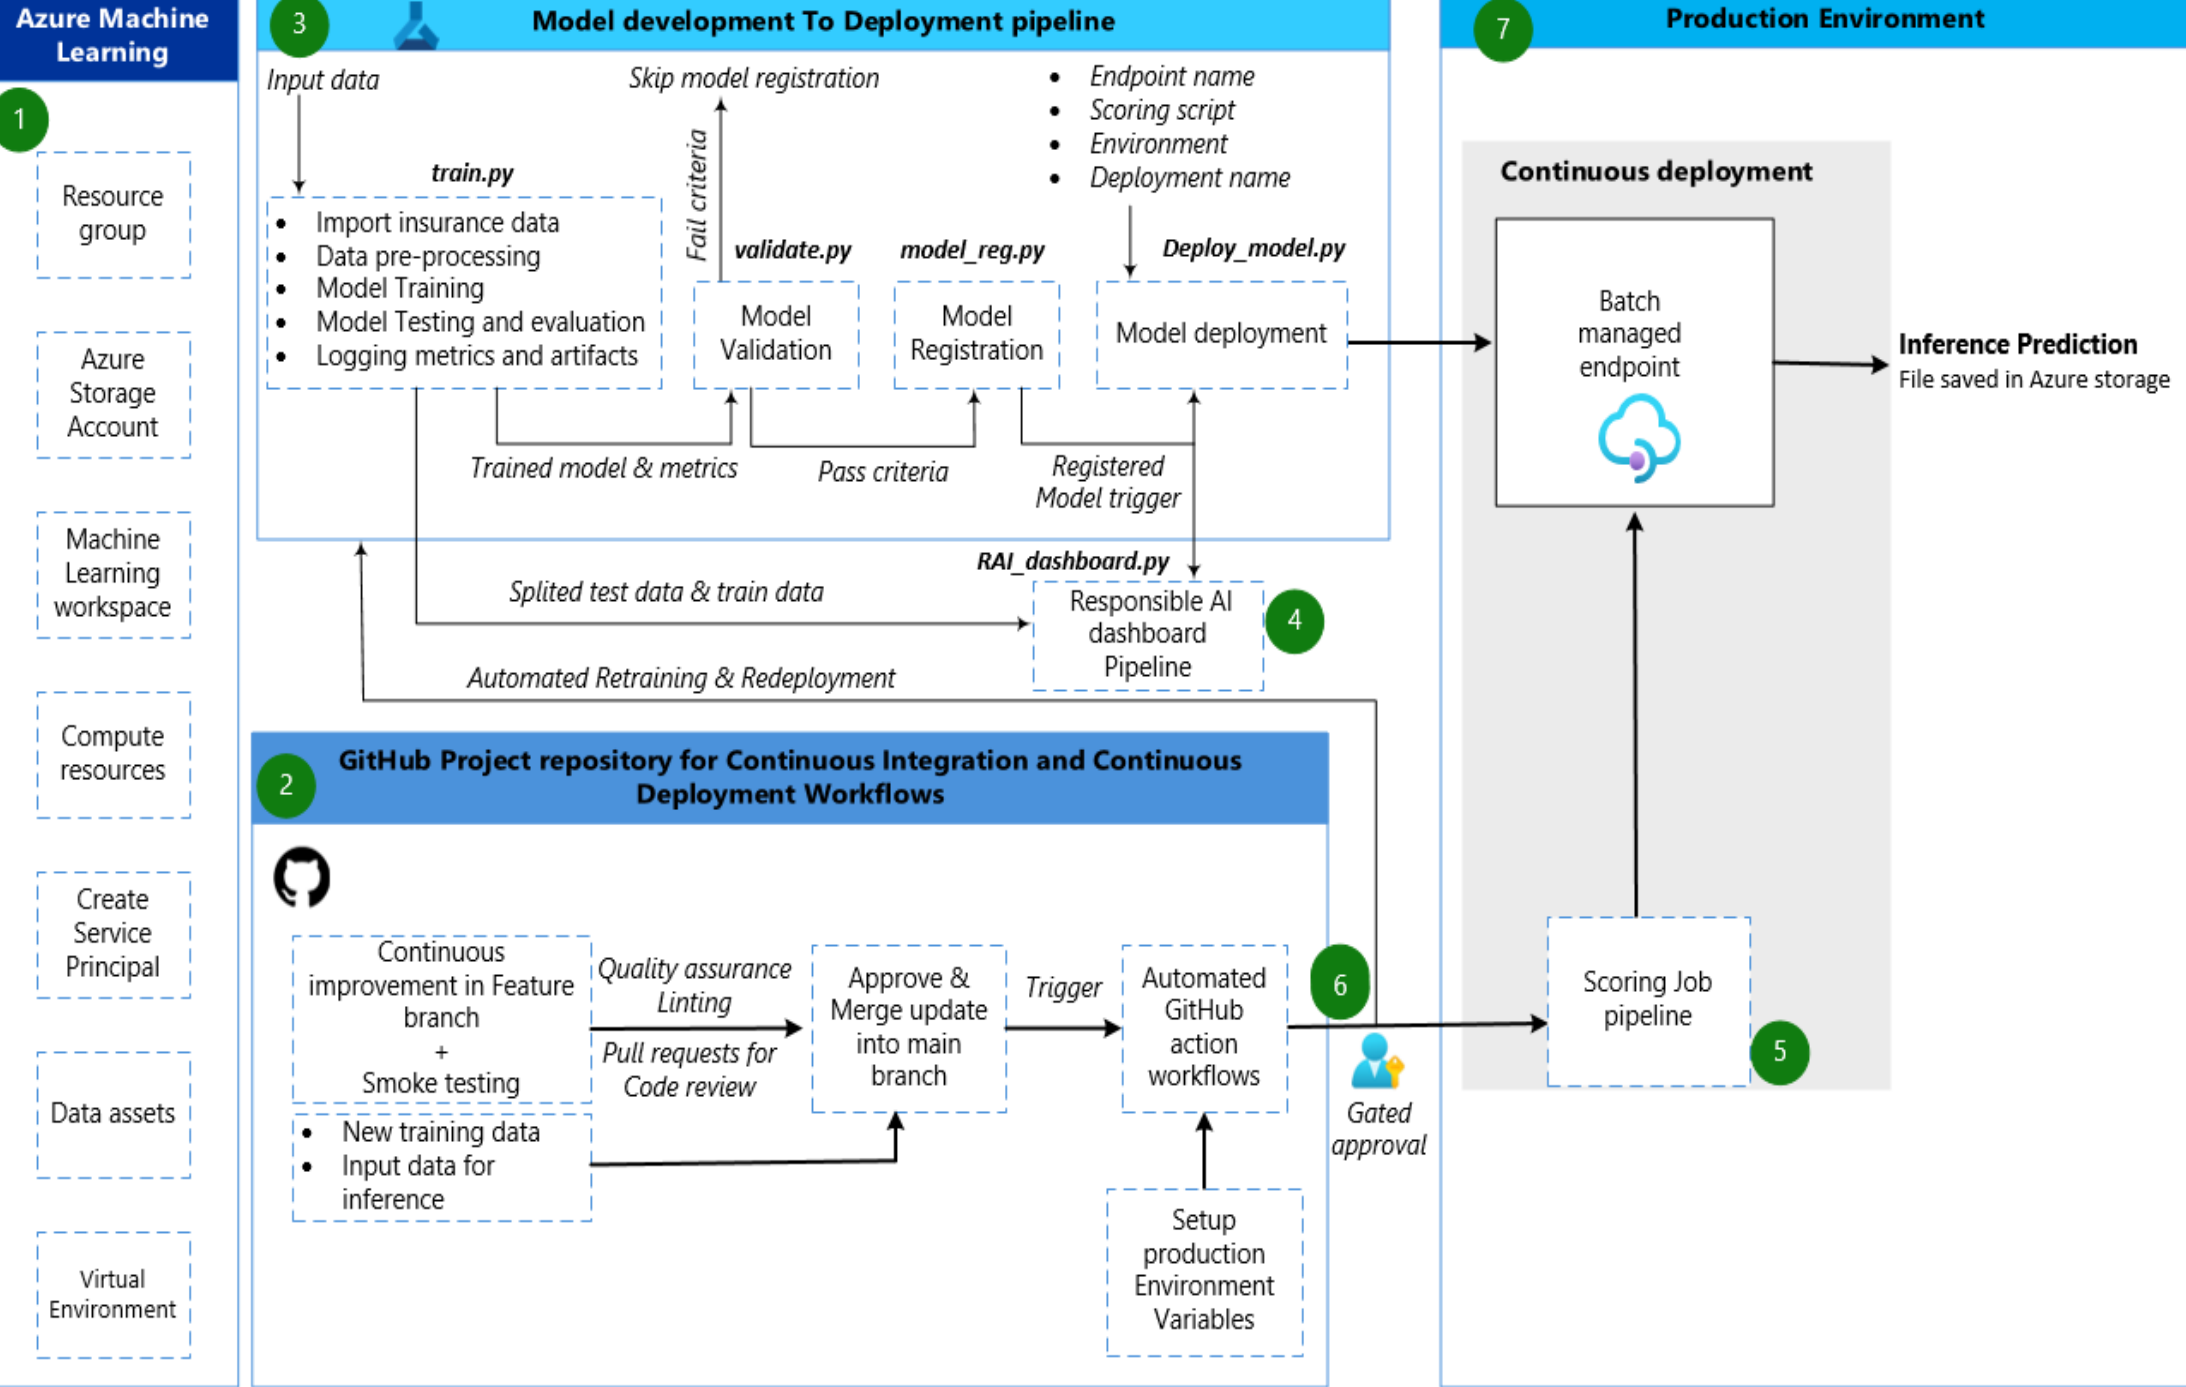 Azure Machine
Learning
1
Resource
group
Azure
Storage
Account
Machine
Learning
workspace
Compute
resources
Create
Service
Principal
Data assets
Virtual
Environment
3
Model development To Deployment pipeline
Input data
Skip model registration
• Endpoint name
• Scoring script
• Environment
• Deployment name
Fail criteria
train.py
• Import insurance data
• Data pre-processing
• Model Training
• Model Testing and evaluation
• Logging metrics and artifacts
validate.py
Model
Validation
model_reg.py
Model
Registration
Deploy_model.py
Model deployment
Trained model & metrics
Pass criteria
Registered
Model trigger
RAI_dashboard.py
Splited test data & train data
Responsible AI
dashboard
Pipeline
4
Automated Retraining & Redeployment
2
GitHub Project repository for Continuous Integration and Continuous
Deployment Workflows
Continuous
improvement in Feature
branch
+
Smoke testing
• New training data
• Input data for
inference
Quality assurance
Linting
Pull requests for
Code review
Approve &
Merge update
into main
branch
Trigger
Automated
GitHub
action
workflows
Setup
production
Environment
Variables
6
Gated
approval
7
Production Environment
Continuous deployment
Batch
managed
endpoint
Inference Prediction
File saved in Azure storage
Scoring Job
pipeline
5